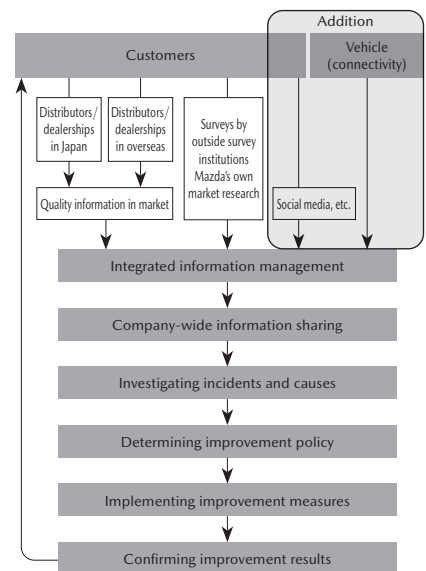 Addition
Customers
Vehicle
(connectivity)
Distributors/
dealerships
in Japan
Distributors/
dealerships
in overseas
Surveys by
outside survey
institutions
Mazda's own
market research
Quality information in market
Social media, etc.
Integrated information management
Company-wide information sharing
Investigating incidents and causes
Determining improvement policy
Implementing improvement measures
Confirming improvement results